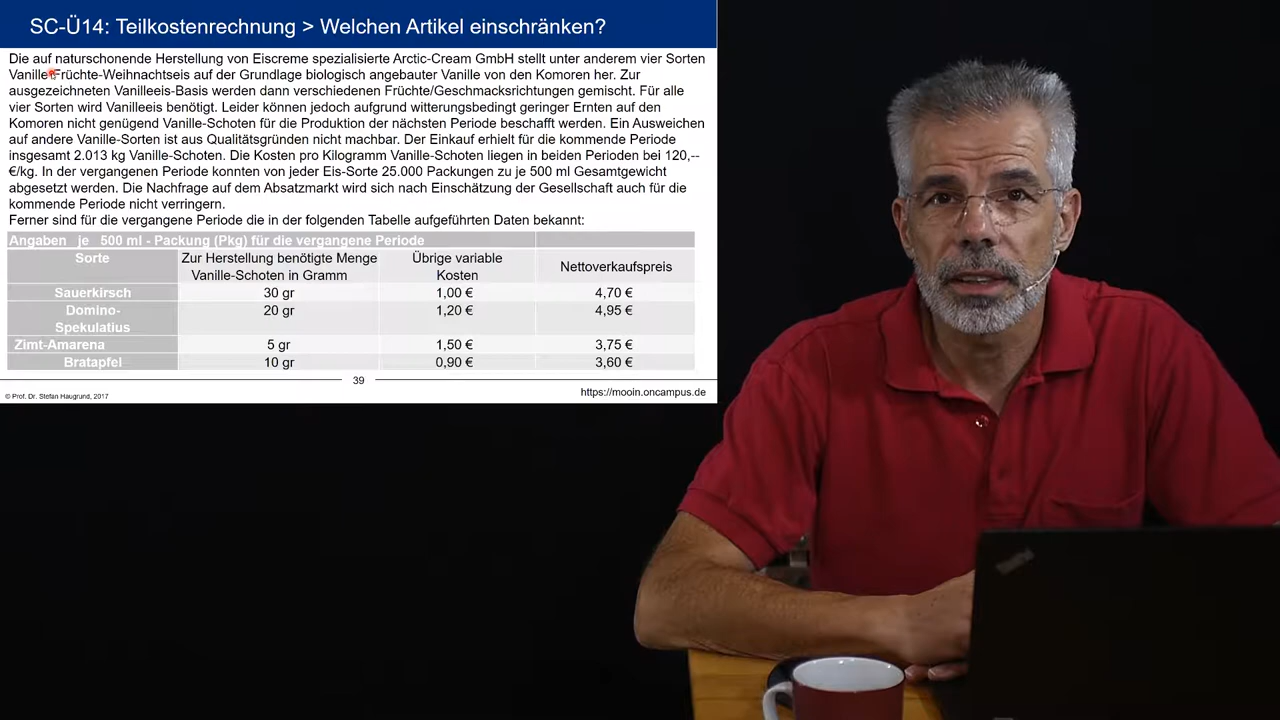 SC-Ü14: Teilkostenrechnung > Welchen Artikel einschränken?
Die auf naturschonende Herstellung von Eiscreme spezialisierte Arctic-Cream GmbH stellt unter anderem vier Sorten
Vanille-Früchte-Weihnachtseis auf der Grundlage biologisch angebauter Vanille von den Komoren her. Zur
ausgezeichneten Vanilleeis-Basis werden dann verschiedenen Früchte/Geschmacksrichtungen gemischt. Für alle
vier Sorten wird Vanilleeis benötigt. Leider können jedoch aufgrund witterungsbedingt geringer Ernten auf den
Komoren nicht genügend Vanille-Schoten für die Produktion der nächsten Periode beschafft werden. Ein Ausweichen
auf andere Vanille-Sorten ist aus Qualitätsgründen nicht machbar. Der Einkauf erhielt für die kommende Periode
insgesamt 2.013 kg Vanille-Schoten. Die Kosten pro Kilogramm Vanille-Schoten liegen in beiden Perioden bei 120,--
€/kg. In der vergangenen Periode konnten von jeder Eis-Sorte 25.000 Packungen zu je 500 ml Gesamtgewicht
abgesetzt werden. Die Nachfrage auf dem Absatzmarkt wird sich nach Einschätzung der Gesellschaft auch für die
kommende Periode nicht verringern.
Ferner sind für die vergangene Periode die in der folgenden Tabelle aufgeführten Daten bekannt:
Angaben je 500 ml - Packung (Pkg) für die vergangene Periode
Sorte Zur Herstellung benötigte Menge Vanille-Schoten in Gramm Übrige variable Kosten Nettoverkaufspreis
Sauerkirsch 30 gr 1,00 € 4,70 €
Domino-Spekulatius 20 gr 1,20 € 4,95 €
Zimt-Amarena 5 gr 1,50 € 3,75 €
Bratapfel 10 gr 0,90 € 3,60 €
39
© Prof. Dr. Stefan Haugrund, 2017
https://mooin.oncampus.de
ThinkPad